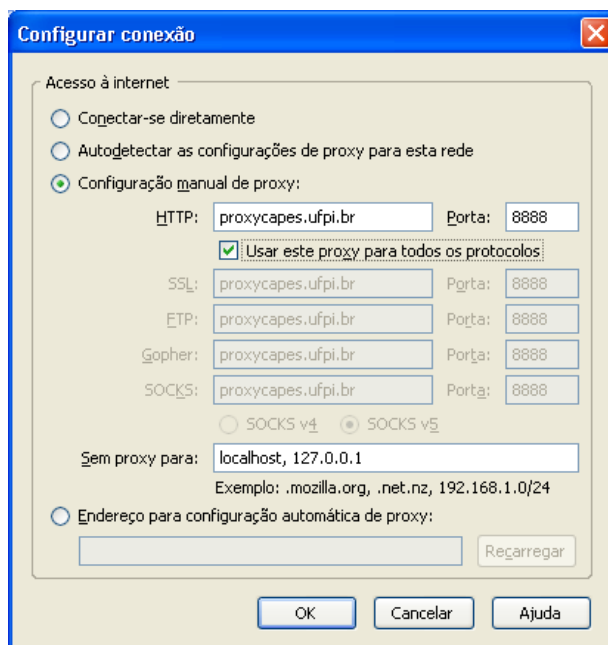 Configurar conexão
Acesso à internet
Conectar-se diretamente
Autodetectar as configurações de proxy para esta rede
Configuração manual de proxy:
HTTP: proxycapes.ufpi.br Porta: 8888
Usar este proxy para todos os protocolos
SSL: proxycapes.ufpi.br Porta: 8888
FTP: proxycapes.ufpi.br Porta: 8888
Gopher: proxycapes.ufpi.br Porta: 8888
SOCKS: proxycapes.ufpi.br Porta: 8888
SOCKS v4 SOCKS v5
Sem proxy para: localhost, 127.0.0.1
Exemplo: .mozilla.org, .net.nz, 192.168.1.0/24
Endereço para configuração automática de proxy:
Recarregar
OK Cancelar Ajuda